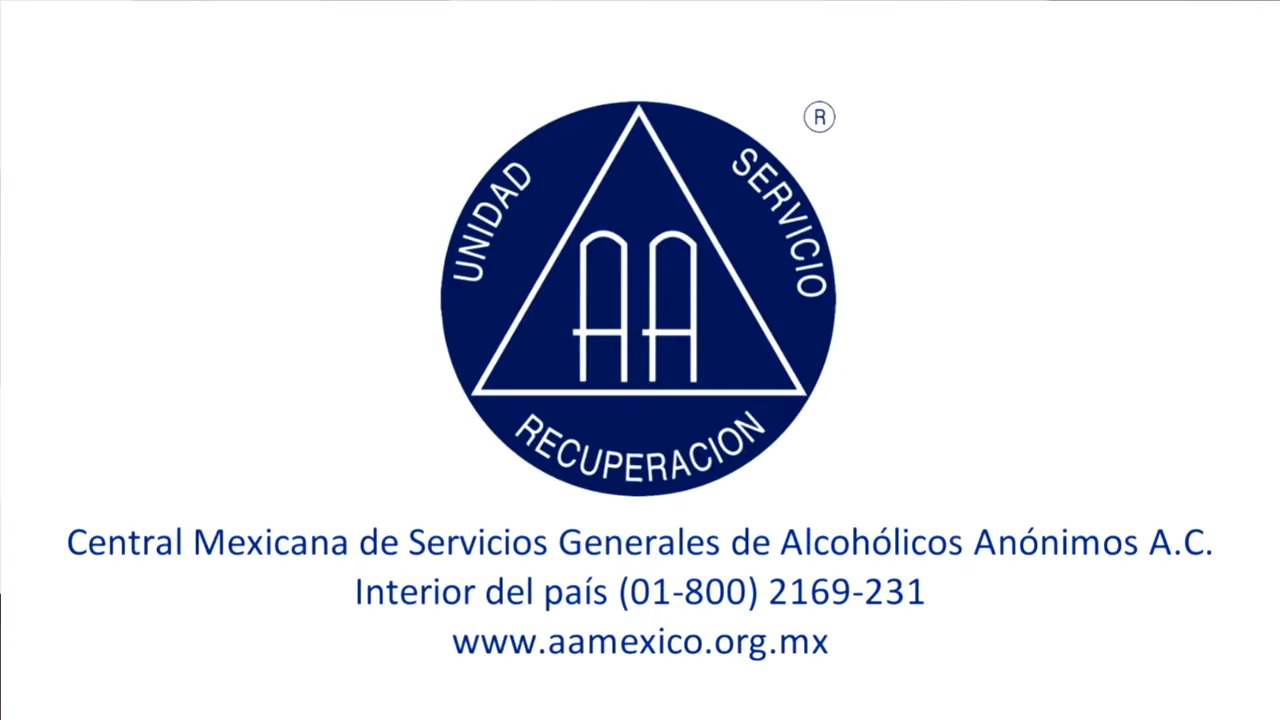 ®
UNIDAD
SERVICIO
AA
RECUPERACION
Central Mexicana de Servicios Generales de Alcohólicos Anónimos A.C.
Interior del país (01-800) 2169-231
www.aamexico.org.mx